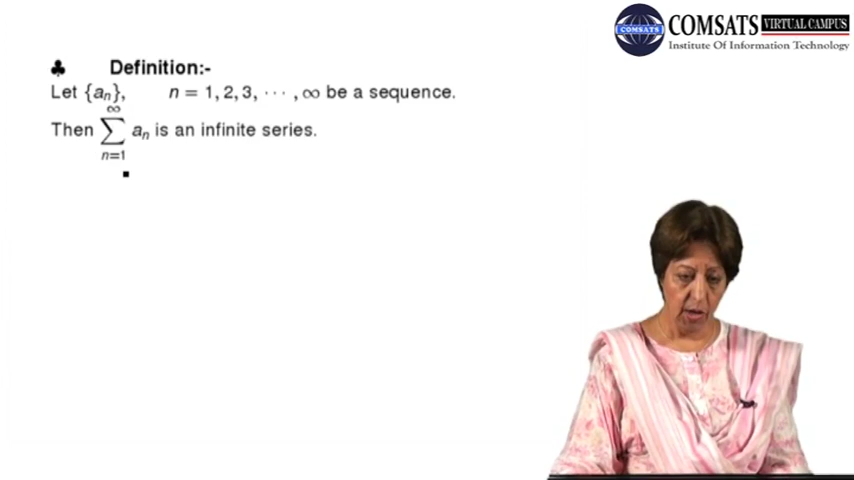 COMSATS VIRTUAL CAMPUS
COMSATS
Institute Of Information Technology
♣ Definition:-
Let {aₙ}, n = 1, 2, 3, ··· , ∞ be a sequence.
Then ∑_{n=1}^{∞} aₙ is an infinite series.